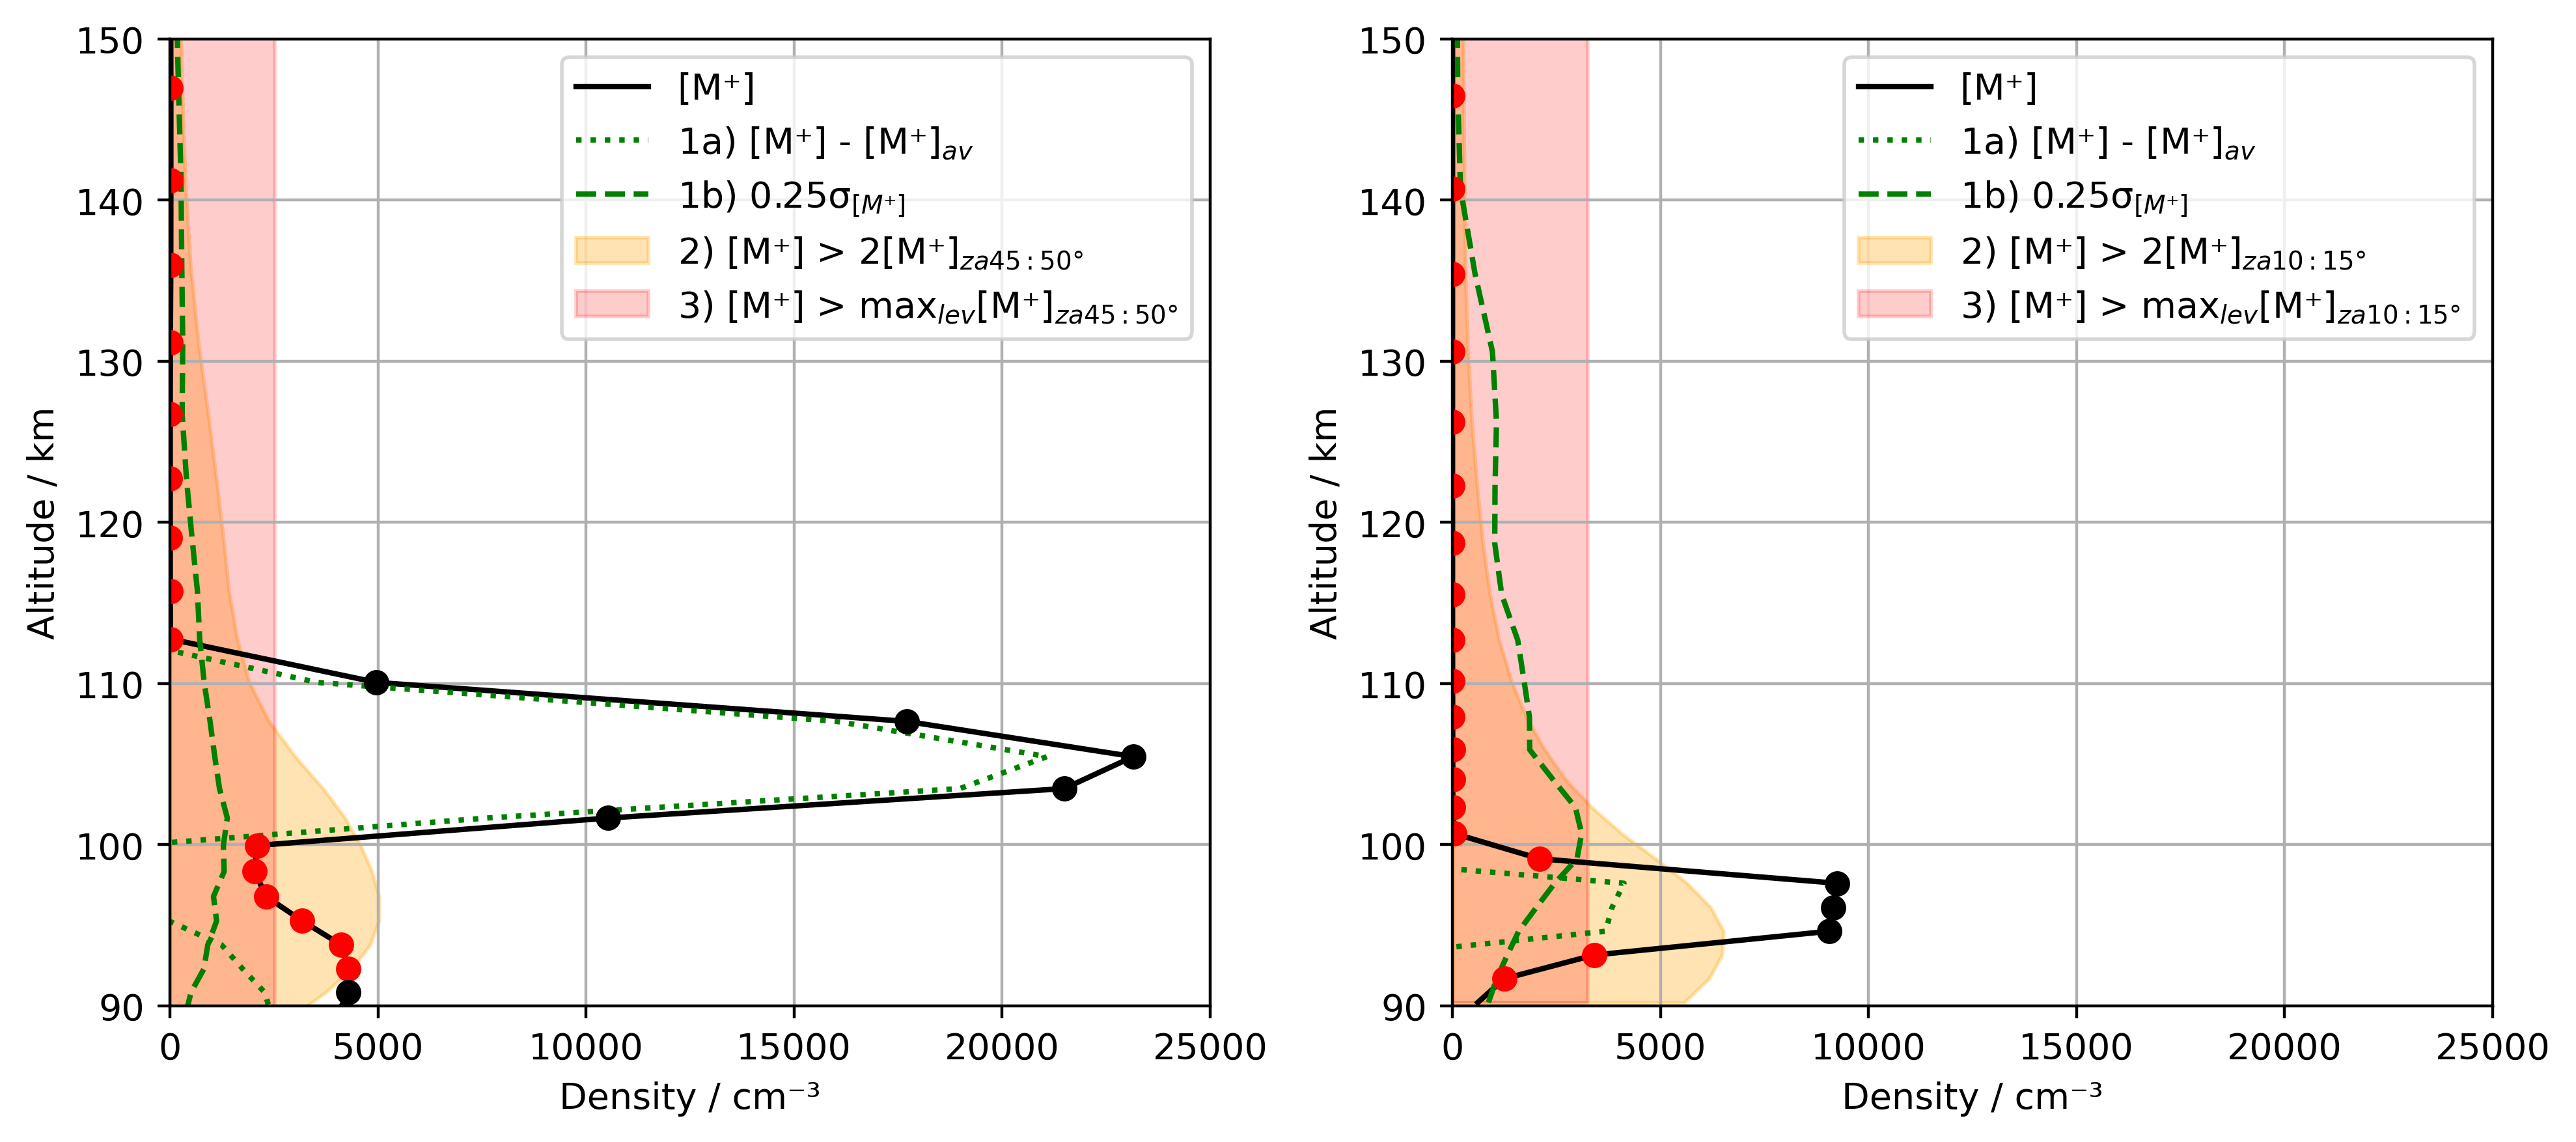 150
140
130
120
110
100
90
Altitude / km
0 5000 10000 15000 20000 25000
Density / cm⁻³
[M⁺]
1a) [M⁺] - [M⁺]av
1b) 0.25σ[M⁺]
2) [M⁺] > 2[M⁺]za45:50°
3) [M⁺] > maxlev[M⁺]za45:50°
150
140
130
120
110
100
90
Altitude / km
0 5000 10000 15000 20000 25000
Density / cm⁻³
[M⁺]
1a) [M⁺] - [M⁺]av
1b) 0.25σ[M⁺]
2) [M⁺] > 2[M⁺]za10:15°
3) [M⁺] > maxlev[M⁺]za10:15°